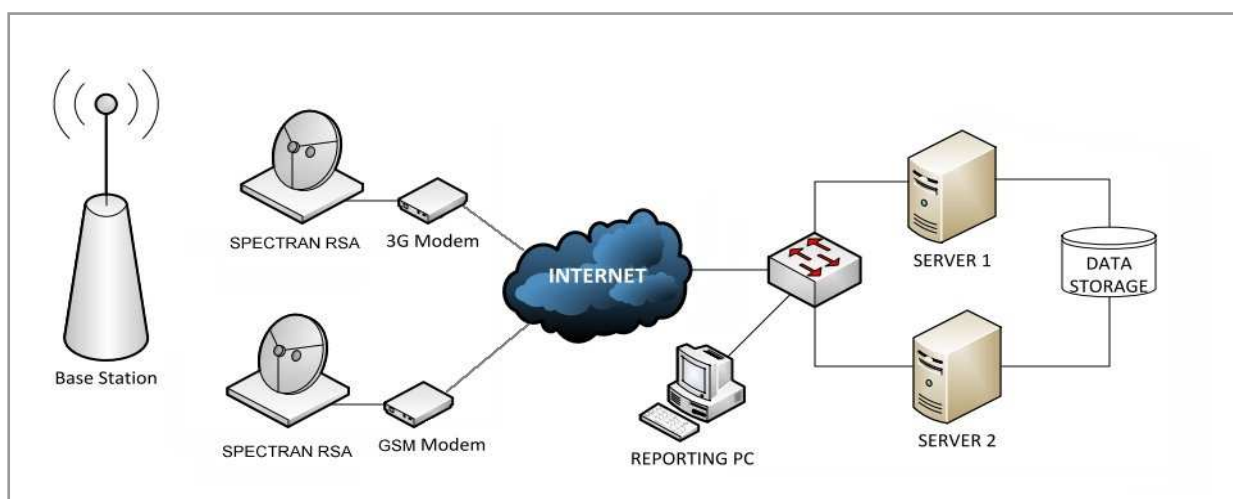 Base Station
SPECTRAN RSA
3G Modem
SPECTRAN RSA
GSM Modem
INTERNET
REPORTING PC
SERVER 1
SERVER 2
DATA
STORAGE